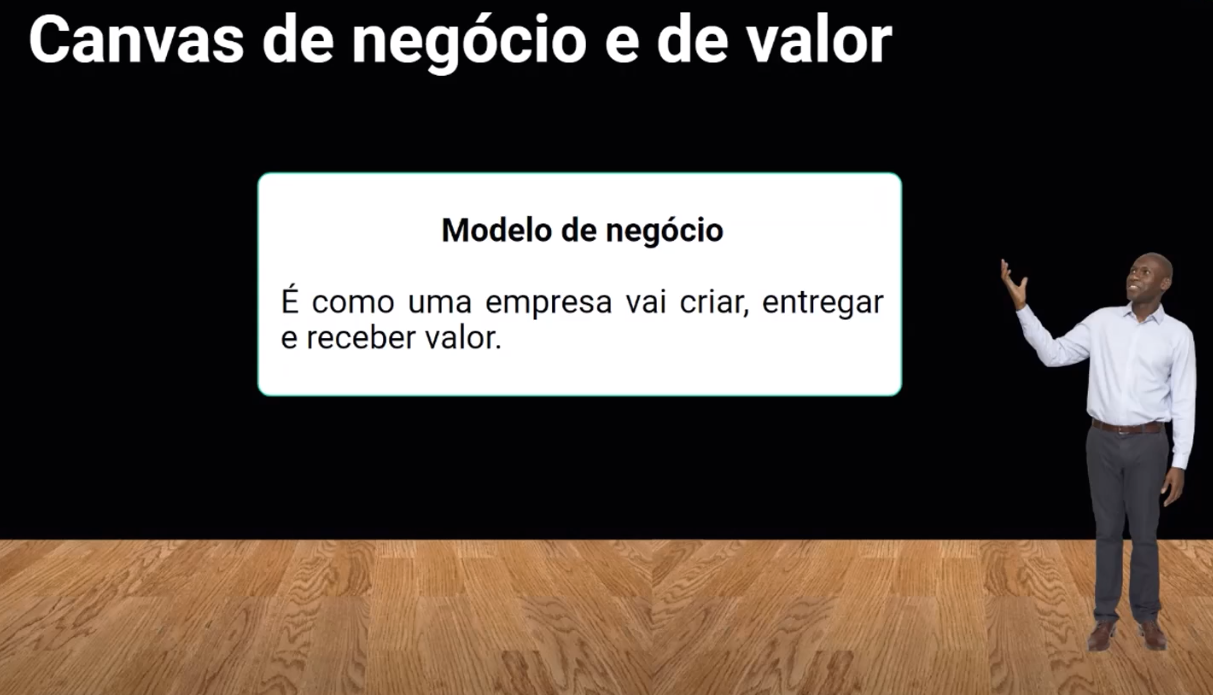 Canvas de negócio e de valor
Modelo de negócio
É como uma empresa vai criar, entregar
e receber valor.